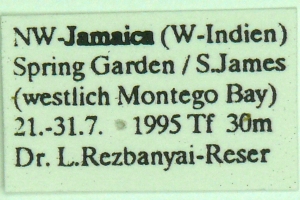 NW-Jamaica (W-Indien)
Spring Garden / S.James
(westlich Montego Bay)
21.-31.7. 1995 Tf 30m
Dr. L.Rezbanyai-Reser